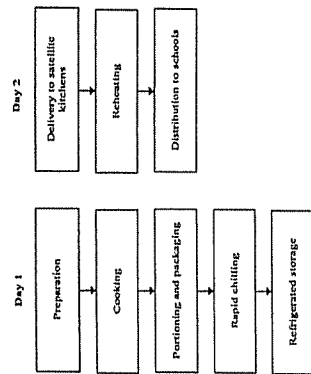 Day 1
Preparation
Cooking
Portioning and packaging
Rapid chilling
Refrigerated storage
Day 2
Delivery to satellite
kitchens
Reheating
Distribution to schools